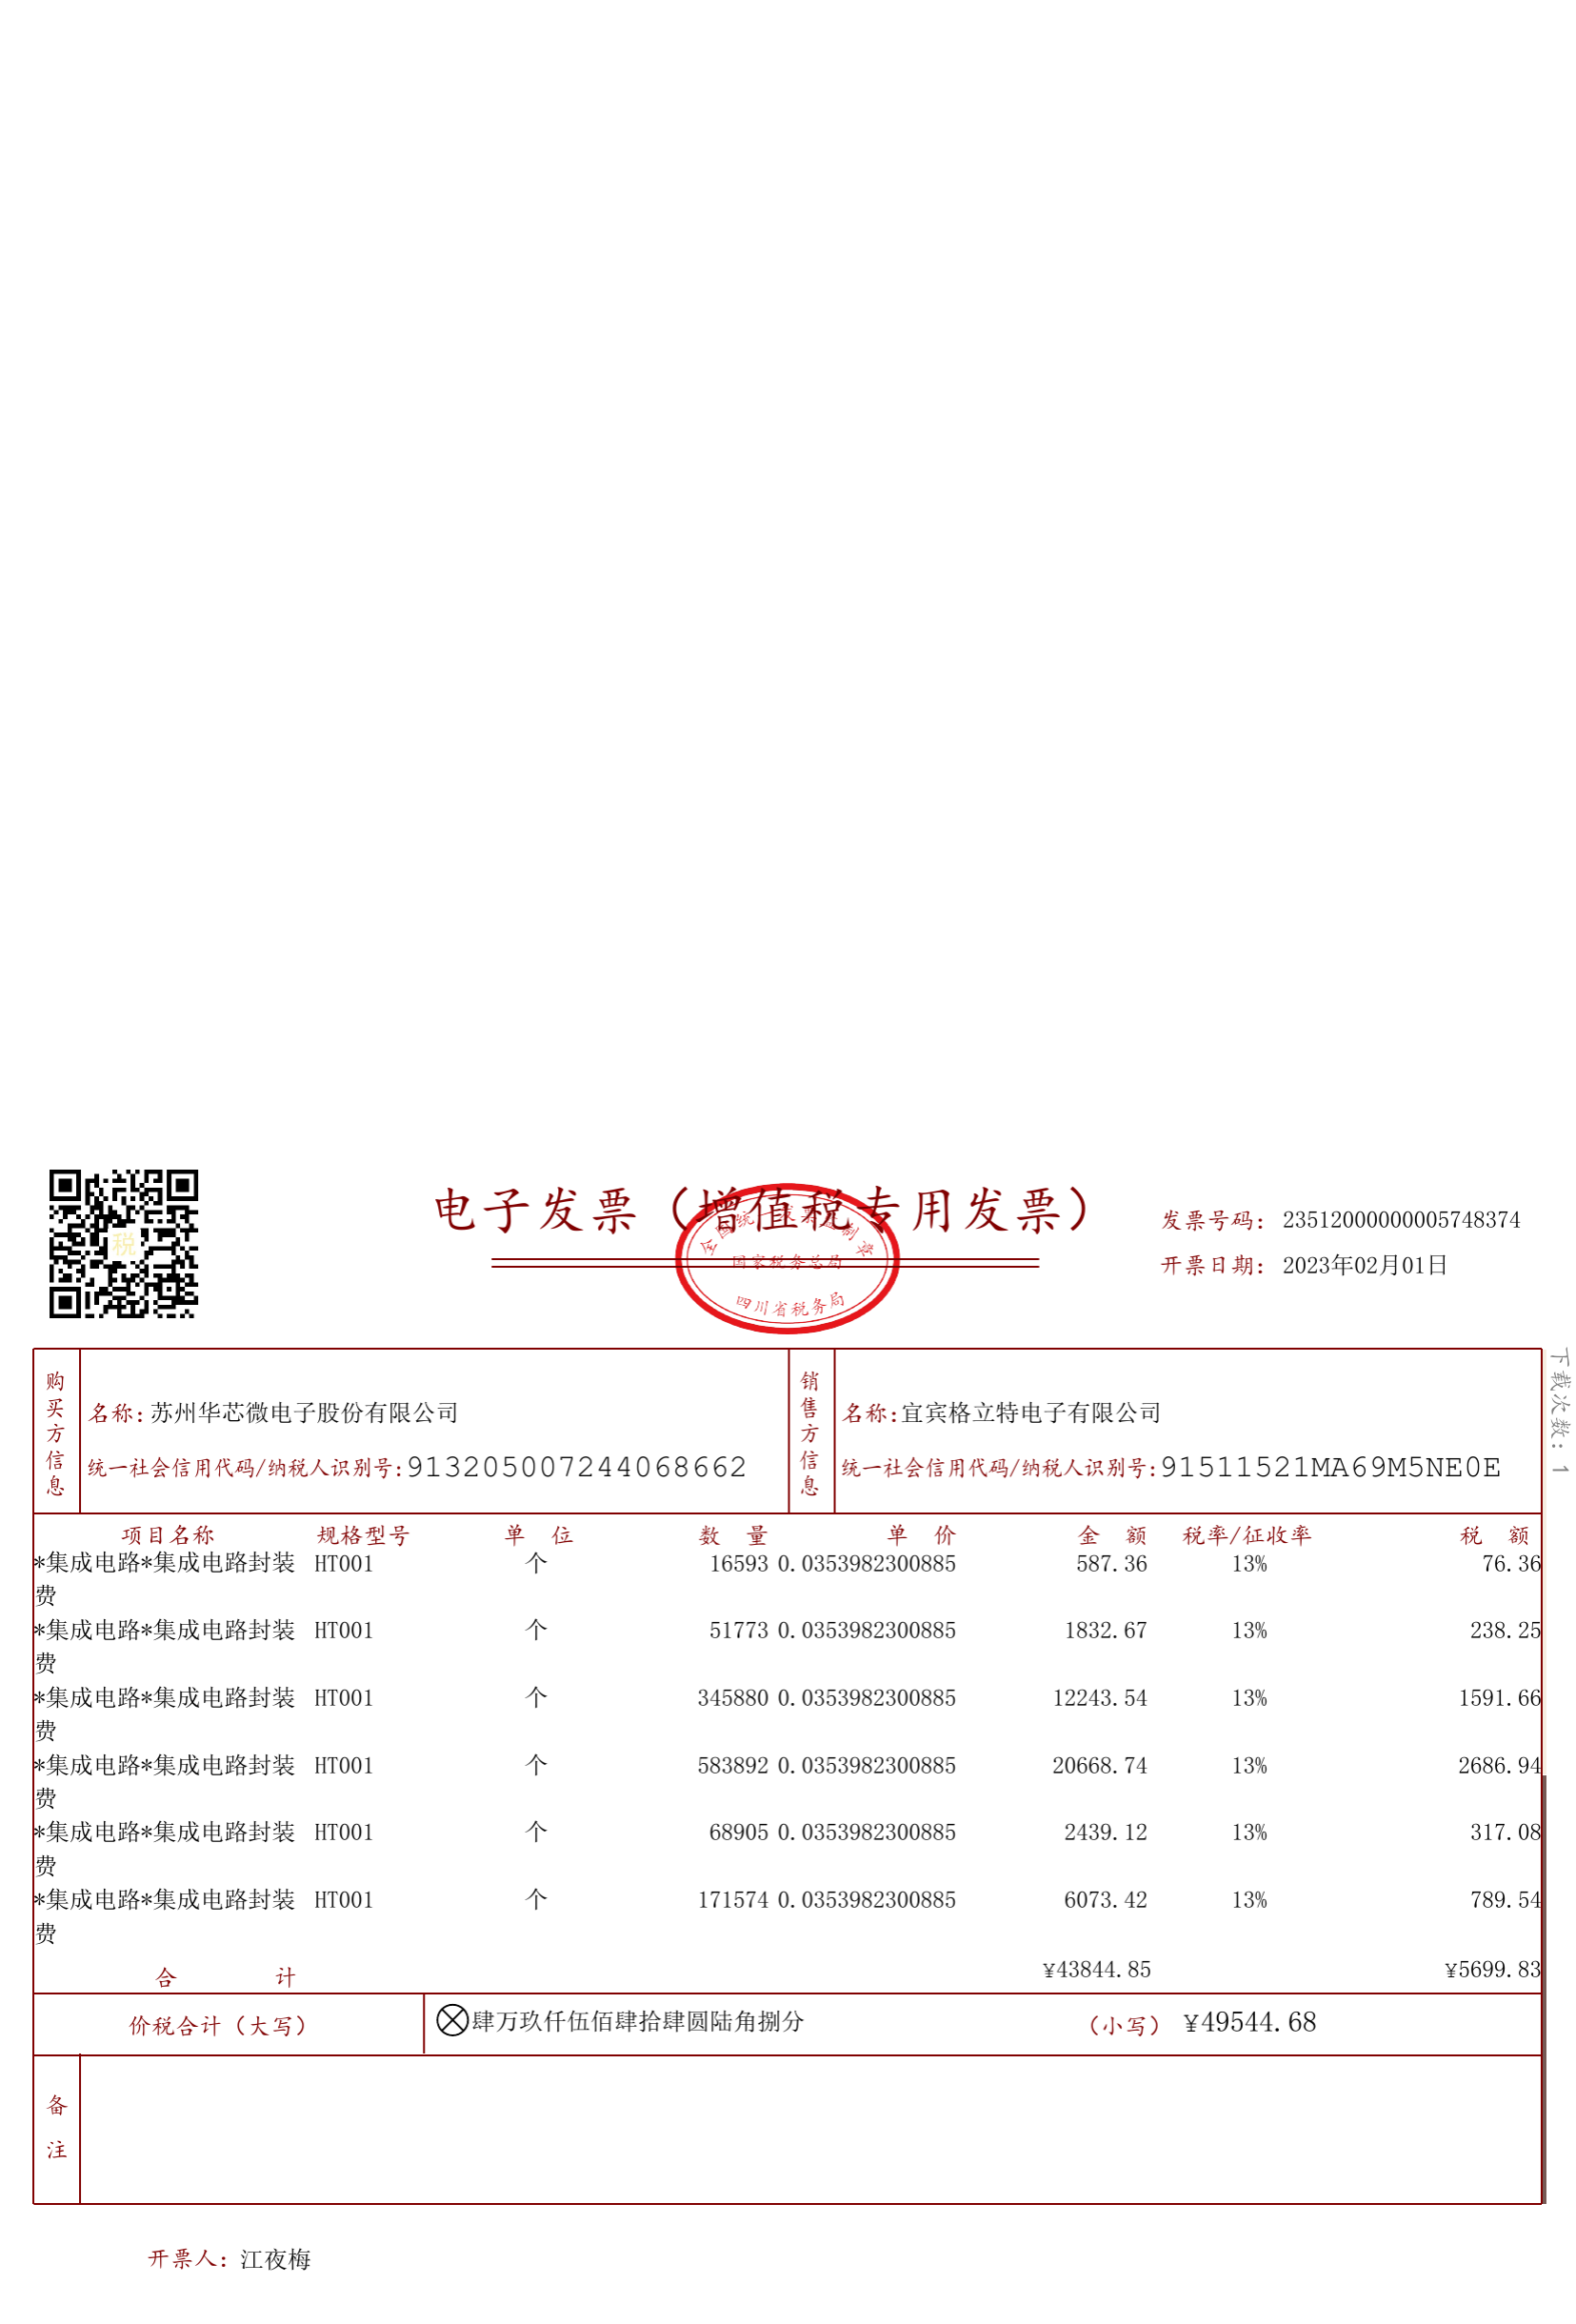 电子发票（增值税专用发票）
全国统一发票监制章
国家税务总局
四川省税务局
税
发票号码：23512000000005748374
开票日期：2023年02月01日
下载次数：1
购买方信息
名称：苏州华芯微电子股份有限公司
统一社会信用代码/纳税人识别号：913205007244068662
销售方信息
名称：宜宾格立特电子有限公司
统一社会信用代码/纳税人识别号：91511521MA69M5NE0E
项目名称 规格型号 单位 数量 单价 金额 税率/征收率 税额
*集成电路*集成电路封装 HT001 个 16593 0.0353982300885 587.36 13% 76.36
费
*集成电路*集成电路封装 HT001 个 51773 0.0353982300885 1832.67 13% 238.25
费
*集成电路*集成电路封装 HT001 个 345880 0.0353982300885 12243.54 13% 1591.66
费
*集成电路*集成电路封装 HT001 个 583892 0.0353982300885 20668.74 13% 2686.94
费
*集成电路*集成电路封装 HT001 个 68905 0.0353982300885 2439.12 13% 317.08
费
*集成电路*集成电路封装 HT001 个 171574 0.0353982300885 6073.42 13% 789.54
费
合计 ¥43844.85 ¥5699.83
价税合计（大写） 肆万玖仟伍佰肆拾肆圆陆角捌分 （小写）¥49544.68
备注
开票人：江夜梅